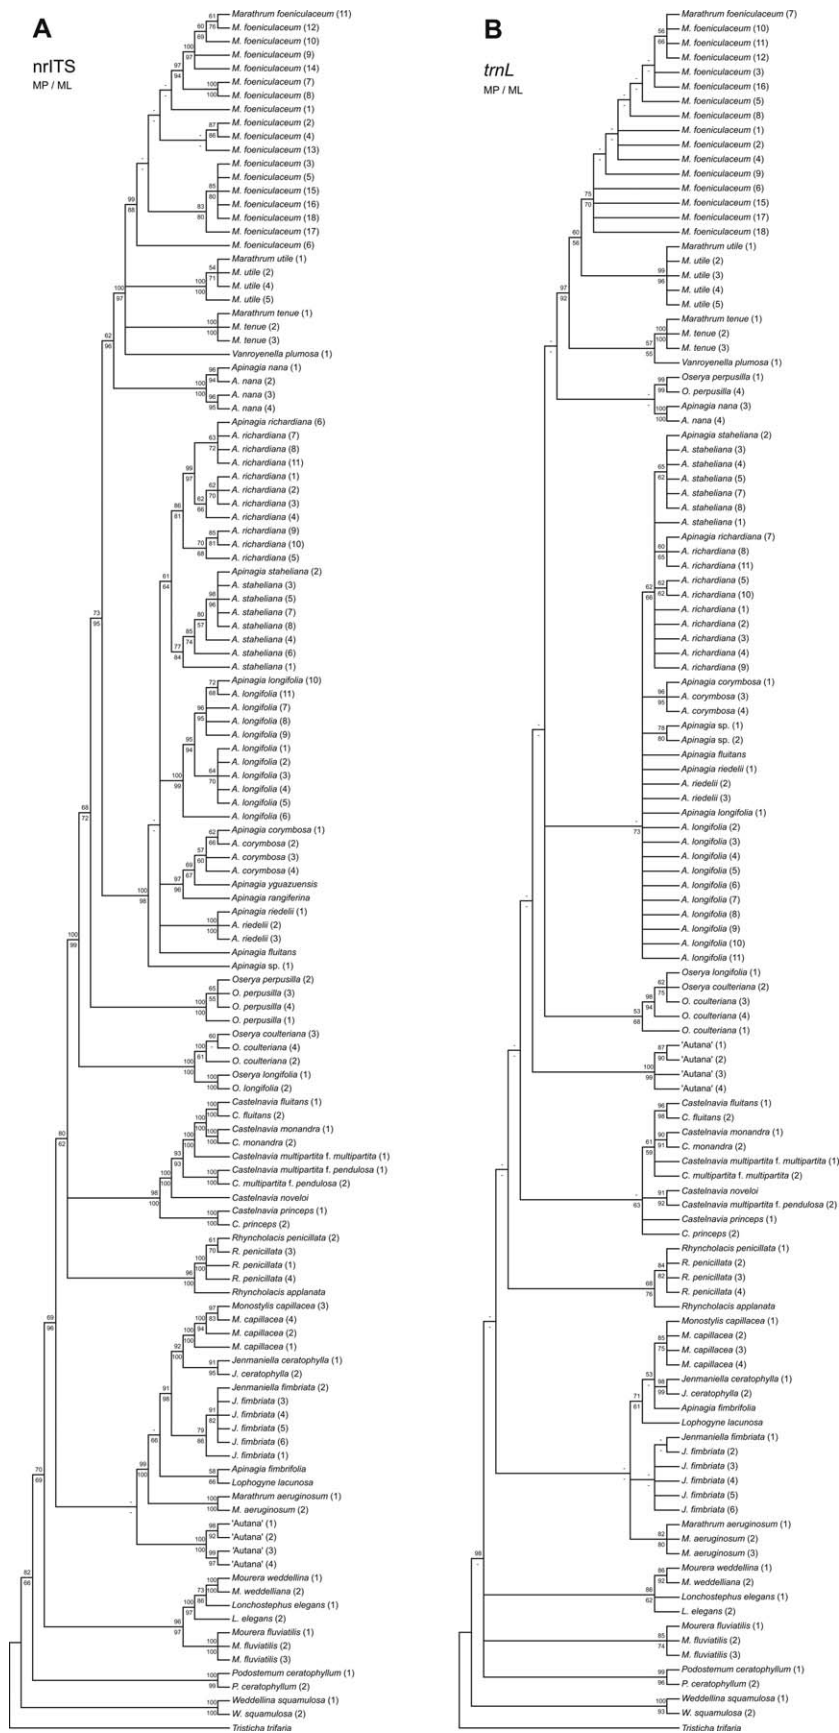 A
nrITS
MP / ML
Marathrum foeniculaceum (11)
M. foeniculaceum (12)
M. foeniculaceum (10)
M. foeniculaceum (9)
M. foeniculaceum (14)
M. foeniculaceum (7)
M. foeniculaceum (8)
M. foeniculaceum (1)
M. foeniculaceum (2)
M. foeniculaceum (4)
M. foeniculaceum (13)
M. foeniculaceum (3)
M. foeniculaceum (5)
M. foeniculaceum (15)
M. foeniculaceum (16)
M. foeniculaceum (18)
M. foeniculaceum (17)
M. foeniculaceum (6)
Marathrum utile (1)
M. utile (2)
M. utile (4)
M. utile (5)
Marathrum tenue (1)
M. tenue (2)
M. tenue (3)
Vanroyenella plumosa (1)
Apinagia nana (1)
A. nana (2)
A. nana (3)
A. nana (4)
Apinagia richardiana (6)
A. richardiana (7)
A. richardiana (8)
A. richardiana (11)
A. richardiana (1)
A. richardiana (2)
A. richardiana (3)
A. richardiana (4)
A. richardiana (9)
A. richardiana (10)
A. richardiana (5)
Apinagia staheliana (2)
A. staheliana (3)
A. staheliana (5)
A. staheliana (7)
A. staheliana (8)
A. staheliana (4)
A. staheliana (6)
A. staheliana (1)
Apinagia longifolia (10)
A. longifolia (11)
A. longifolia (7)
A. longifolia (8)
A. longifolia (9)
A. longifolia (1)
A. longifolia (2)
A. longifolia (3)
A. longifolia (4)
A. longifolia (5)
A. longifolia (6)
Apinagia corymbosa (1)
A. corymbosa (2)
A. corymbosa (3)
A. corymbosa (4)
Apinagia yguazuensis
Apinagia rangiferina
Apinagia riedelii (1)
A. riedelii (2)
A. riedelii (3)
Apinagia fluitans
Apinagia sp. (1)
Oserya perpusilla (2)
O. perpusilla (3)
O. perpusilla (4)
O. perpusilla (1)
Oserya coulteriana (3)
O. coulteriana (4)
O. coulteriana (2)
Oserya longifolia (1)
O. longifolia (2)
Castelnavia fluitans (1)
C. fluitans (2)
Castelnavia monandra (1)
C. monandra (2)
Castelnavia multipartita f. multipartita (1)
Castelnavia multipartita f. pendulosa (1)
C. multipartita f. pendulosa (2)
Castelnavia noveloi
Castelnavia princeps (1)
C. princeps (2)
Rhyncholacis penicillata (2)
R. penicillata (3)
R. penicillata (1)
R. penicillata (4)
Rhyncholacis applanata
Monostylis capillacea (3)
M. capillacea (4)
M. capillacea (2)
M. capillacea (1)
Jenmaniella ceratophylla (1)
J. ceratophylla (2)
Jenmaniella fimbriata (2)
J. fimbriata (3)
J. fimbriata (4)
J. fimbriata (5)
J. fimbriata (6)
J. fimbriata (1)
Apinagia fimbrifolia
Lophogyne lacunosa
Marathrum aeruginosum (1)
M. aeruginosum (2)
'Autana' (1)
'Autana' (2)
'Autana' (3)
'Autana' (4)
Mourera weddellina (1)
M. weddelliana (2)
Lonchostephus elegans (1)
L. elegans (2)
Mourera fluviatilis (1)
M. fluviatilis (2)
M. fluviatilis (3)
Podostemum ceratophyllum (1)
P. ceratophyllum (2)
Weddellina squamulosa (1)
W. squamulosa (2)
Tristicha trifaria
B
trnL
MP / ML
Marathrum foeniculaceum (7)
M. foeniculaceum (10)
M. foeniculaceum (11)
M. foeniculaceum (12)
M. foeniculaceum (3)
M. foeniculaceum (16)
M. foeniculaceum (5)
M. foeniculaceum (8)
M. foeniculaceum (1)
M. foeniculaceum (2)
M. foeniculaceum (4)
M. foeniculaceum (9)
M. foeniculaceum (6)
M. foeniculaceum (15)
M. foeniculaceum (17)
M. foeniculaceum (18)
Marathrum utile (1)
M. utile (2)
M. utile (3)
M. utile (4)
M. utile (5)
Marathrum tenue (1)
M. tenue (2)
M. tenue (3)
Vanroyenella plumosa (1)
Oserya perpusilla (1)
O. perpusilla (4)
Apinagia nana (3)
A. nana (4)
Apinagia staheliana (2)
A. staheliana (3)
A. staheliana (4)
A. staheliana (5)
A. staheliana (7)
A. staheliana (8)
A. staheliana (1)
Apinagia richardiana (7)
A. richardiana (8)
A. richardiana (11)
A. richardiana (5)
A. richardiana (10)
A. richardiana (1)
A. richardiana (2)
A. richardiana (3)
A. richardiana (4)
A. richardiana (9)
Apinagia corymbosa (1)
A. corymbosa (3)
A. corymbosa (4)
Apinagia sp. (1)
Apinagia sp. (2)
Apinagia fluitans
Apinagia riedelii (1)
A. riedelii (2)
A. riedelii (3)
Apinagia longifolia (1)
A. longifolia (2)
A. longifolia (3)
A. longifolia (4)
A. longifolia (5)
A. longifolia (6)
A. longifolia (7)
A. longifolia (8)
A. longifolia (9)
A. longifolia (10)
A. longifolia (11)
Oserya longifolia (1)
Oserya coulteriana (2)
O. coulteriana (3)
O. coulteriana (4)
O. coulteriana (1)
'Autana' (1)
'Autana' (2)
'Autana' (3)
'Autana' (4)
Castelnavia fluitans (1)
C. fluitans (2)
Castelnavia monandra (1)
C. monandra (2)
Castelnavia multipartita f. multipartita (1)
C. multipartita f. multipartita (2)
Castelnavia noveloi
Castelnavia multipartita f. pendulosa (2)
Castelnavia princeps (1)
C. princeps (2)
Rhyncholacis penicillata (1)
R. penicillata (2)
R. penicillata (3)
R. penicillata (4)
Rhyncholacis applanata
Monostylis capillacea (1)
M. capillacea (2)
M. capillacea (3)
M. capillacea (4)
Jenmaniella ceratophylla (1)
J. ceratophylla (2)
Apinagia fimbrifolia
Lophogyne lacunosa
Jenmaniella fimbriata (1)
J. fimbriata (2)
J. fimbriata (3)
J. fimbriata (4)
J. fimbriata (5)
J. fimbriata (6)
Marathrum aeruginosum (1)
M. aeruginosum (2)
M. aeruginosum (3)
Mourera weddellina (1)
M. weddelliana (2)
Lonchostephus elegans (1)
L. elegans (2)
Mourera fluviatilis (1)
M. fluviatilis (2)
M. fluviatilis (3)
Podostemum ceratophyllum (1)
P. ceratophyllum (2)
Weddellina squamulosa (1)
W. squamulosa (2)
Tristicha trifaria